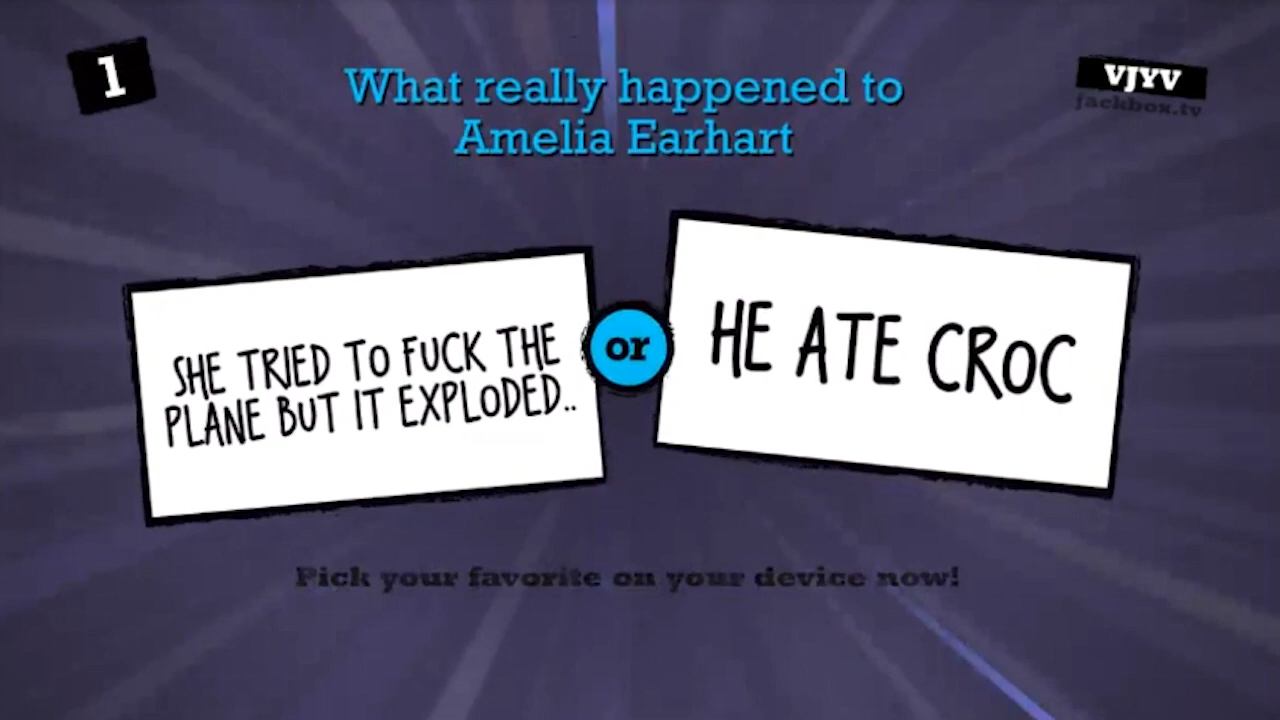 1
What really happened to
Amelia Earhart
VJYV
jackbox.tv
SHE TRIED TO FUCK THE
PLANE BUT IT EXPLODED..
or
HE ATE CROC
Pick your favorite on your device now!